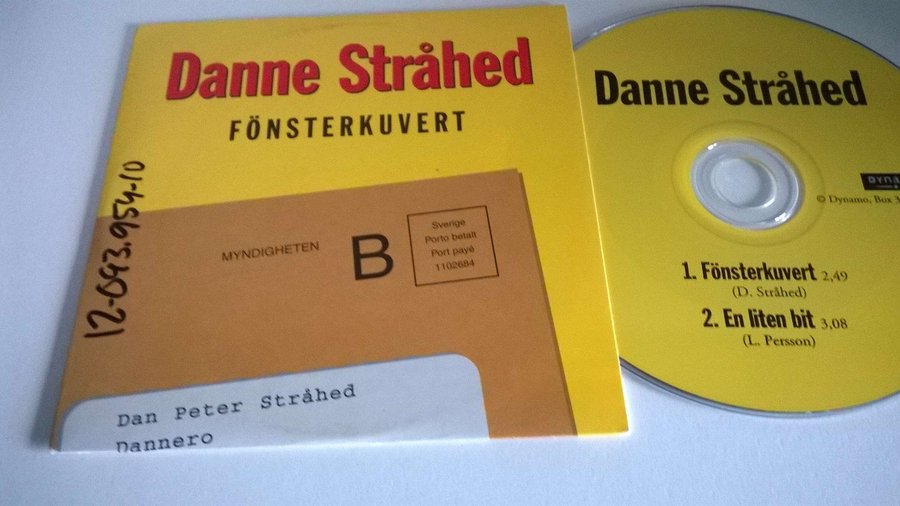 Danne Stråhed
FÖNSTERKUVERT
12-093.954-10
MYNDIGHETEN
B
Sverige
Porto betalt
Port payé
1102684
Dan Peter Stråhed
Dannero
Danne Stråhed
DYNA
© Dynamo, Box 3
1. Fönsterkuvert 2,49
(D. Stråhed)
2. En liten bit 3,08
(L. Persson)